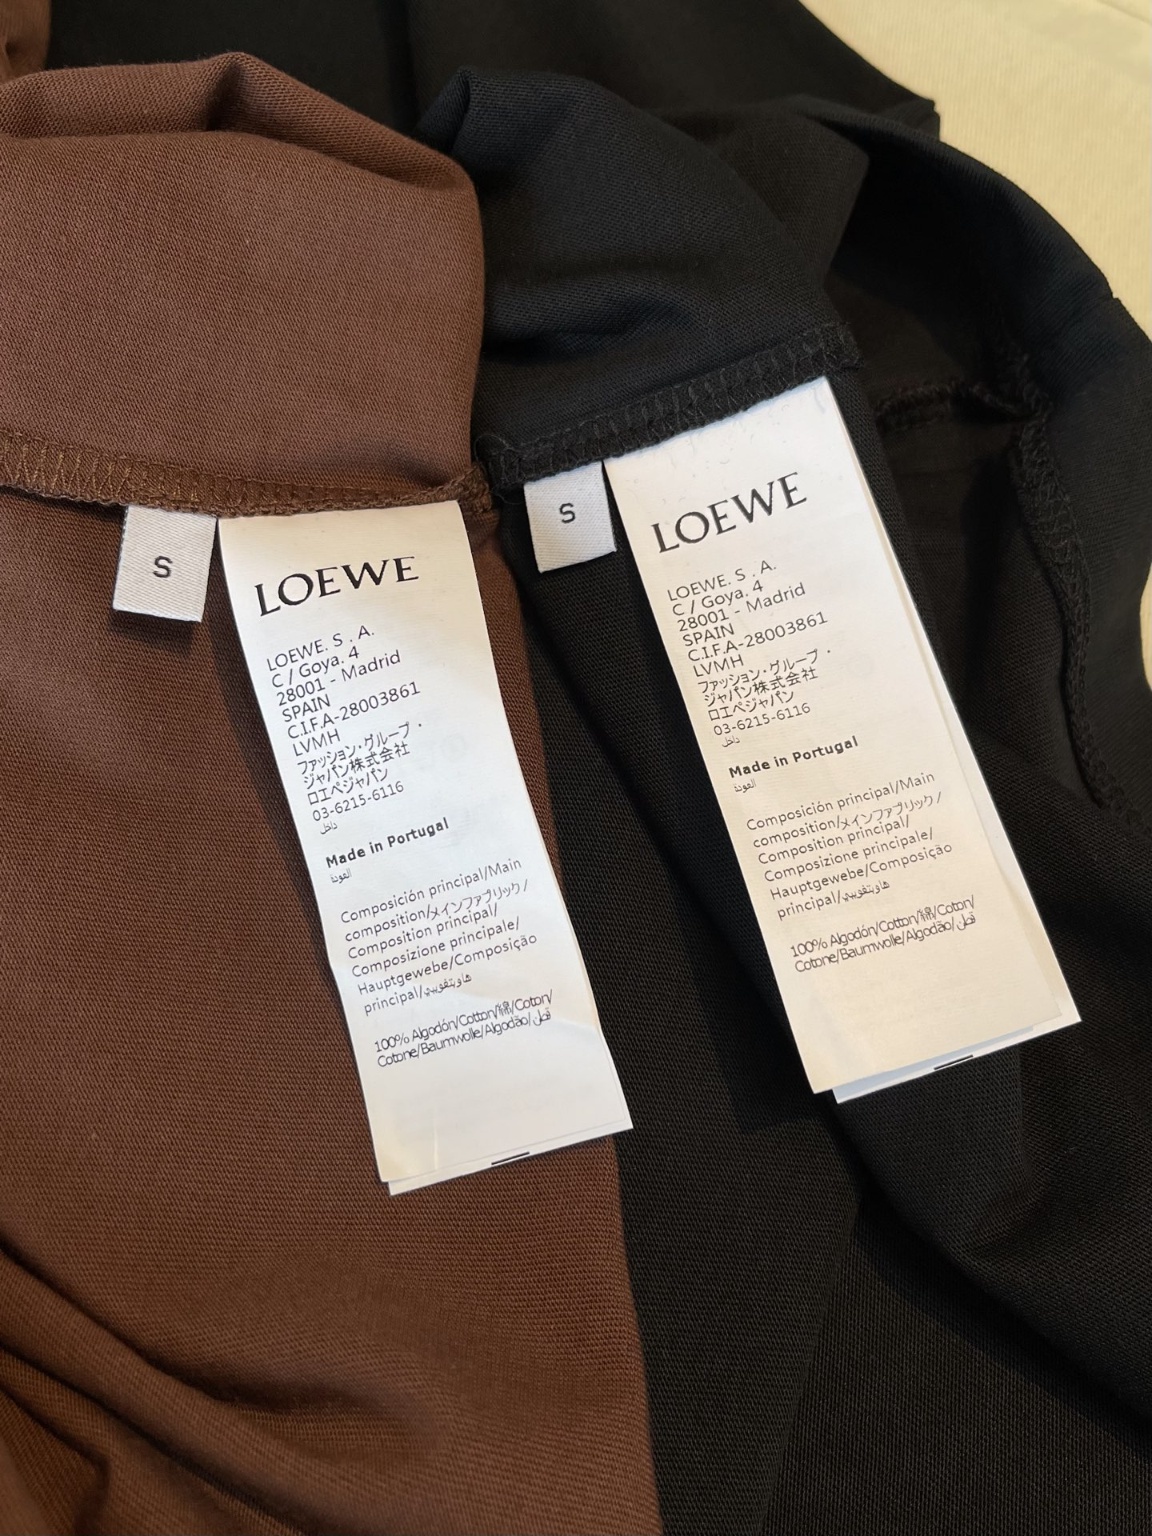 S
LOEWE
LOEWE. S . A.
C / Goya. 4
28001 - Madrid
SPAIN
C.I.F.A-28003861
LVMH
ファッション・グループ・
ジャパン株式会社
ロエベジャパン
03-6215-6116
Made in Portugal
العودة
Composición principal/Main
composition/メインファブリック/
Composition principal/
Composizione principale/
Hauptgewebe/Composição
principal/
100% Algodón/Cotton/綿/Coton/
Cotone/Baumwolle/Algodão/
S
LOEWE
LOEWE. S . A.
C / Goya. 4
28001 - Madrid
SPAIN
C.I.F.A-28003861
LVMH
ファッション・グループ・
ジャパン株式会社
ロエベジャパン
03-6215-6116
Made in Portugal
العودة
Composición principal/Main
composition/メインファブリック/
Composition principal/
Composizione principale/
Hauptgewebe/Composição
principal/
100% Algodón/Cotton/綿/Coton/
Cotone/Baumwolle/Algodão/